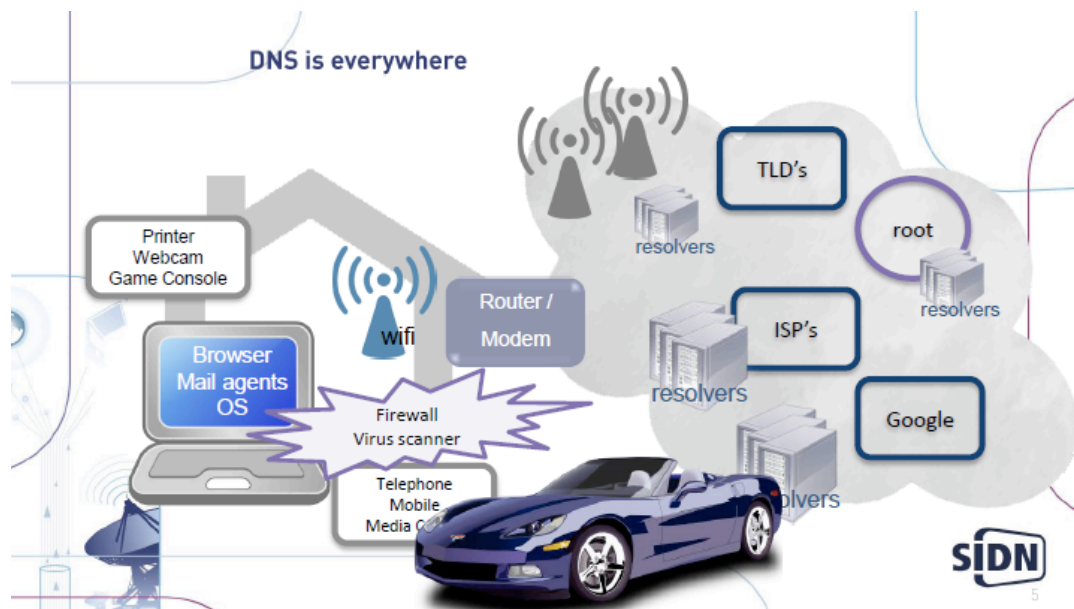 DNS is everywhere
TLD's
resolvers
root
resolvers
Printer
Webcam
Game Console
wifi
Router /
Modem
ISP's
resolvers
Browser
Mail agents
OS
Firewall
Virus scanner
Google
Telephone
Mobile
Media
SIDN
5